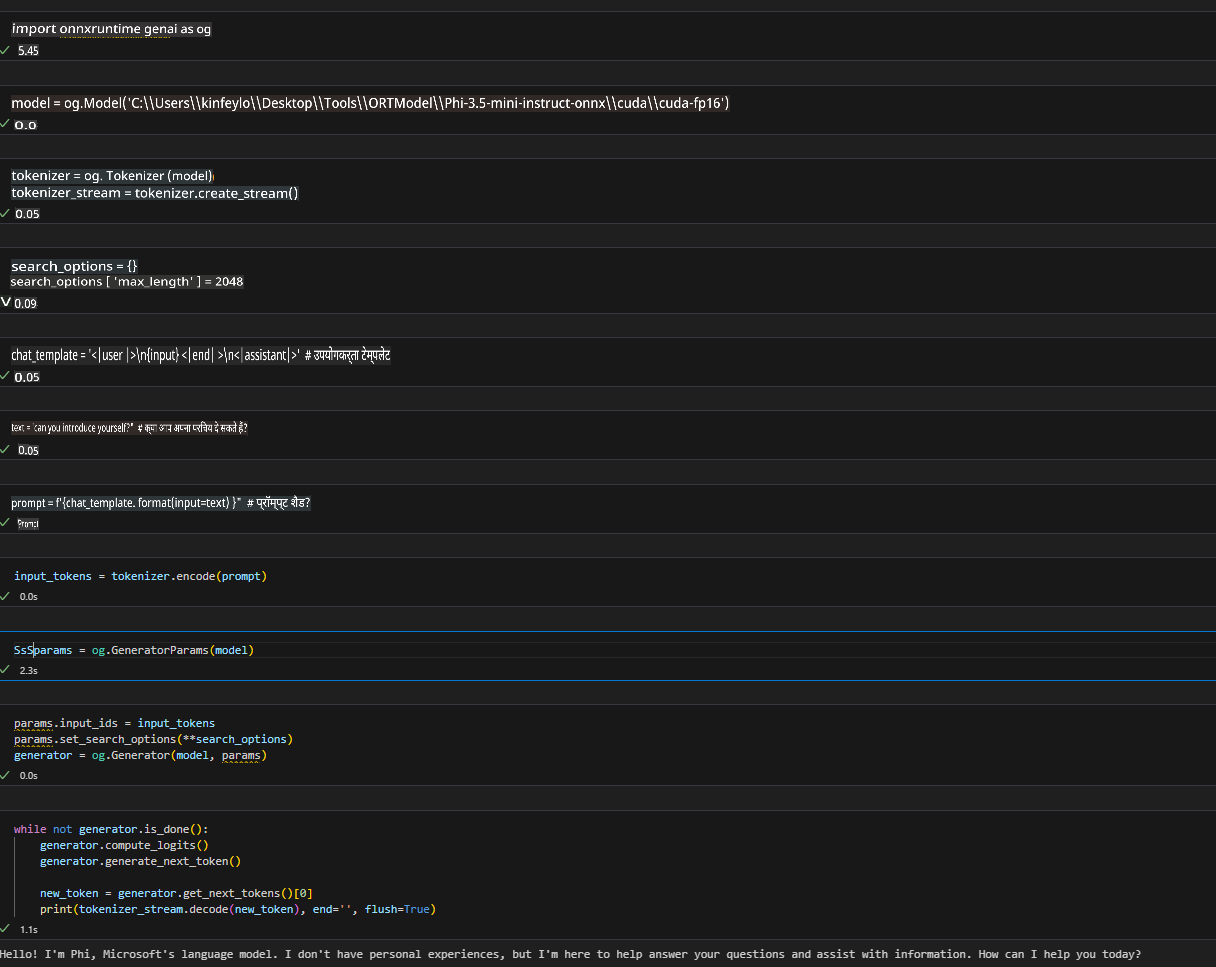 import onnxruntime genai as og
5.45
model = og.Model('C:\\Users\\kinfeylo\\Desktop\\Tools\\ORTModel\\Phi-3.5-mini-instruct-onnx\\cuda\\cuda-fp16')
0.0
tokenizer = og. Tokenizer (model)
tokenizer_stream = tokenizer.create_stream()
0.05
search_options = {}
search_options [ 'max_length' ] = 2048
V 0.09
chat_template = '<|user |>\n{input} <|end| >\n<|assistant|>' # उपयोगकर्ता टेम्पलेट
0.05
text = 'can you introduce yourself?" # क्या आप अपना परिचय दे सकते हैं?
0.05
prompt = f'{chat_template. format(input=text) }" # प्रॉम्प्ट शेड?
Prompt
input_tokens = tokenizer.encode(prompt)
0.0s
SsSparams = og.GeneratorParams(model)
2.3s
params.input_ids = input_tokens
params.set_search_options(**search_options)
generator = og.Generator(model, params)
0.0s
while not generator.is_done():
generator.compute_logits()
generator.generate_next_token()
new_token = generator.get_next_tokens()[0]
print(tokenizer_stream.decode(new_token), end='', flush=True)
1.1s
Hello! I'm Phi, Microsoft's language model. I don't have personal experiences, but I'm here to help answer your questions and assist with information. How can I help you today?